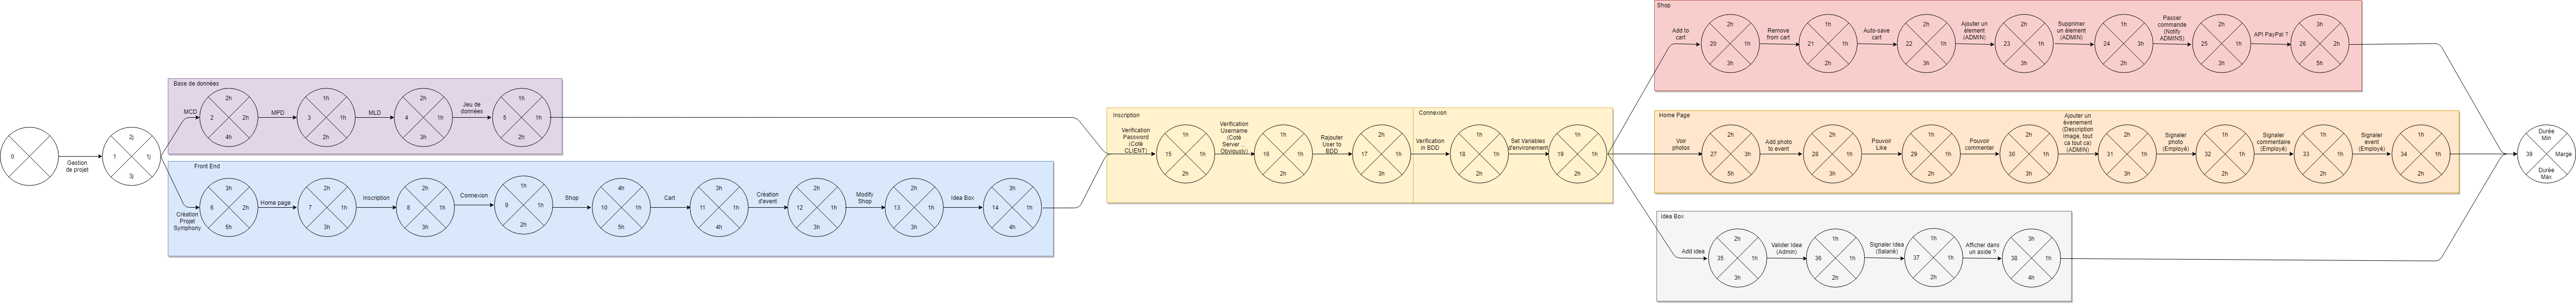 0
Gestion
de projet
2j
1
1j
3j
Base de données
MCD
2h
2
2h
4h
MPD
1h
3
1h
2h
MLD
2h
4
1h
3h
Jeu de
données
1h
5
1h
2h
Front End
Création
Projet
Symphony
3h
6
2h
5h
Home page
2h
7
1h
3h
Inscription
2h
8
1h
3h
Connexion
1h
9
1h
2h
Shop
4h
10
1h
5h
Cart
3h
11
1h
4h
Création
d'event
2h
12
1h
3h
Modify
Shop
2h
13
1h
3h
Idea Box
3h
14
1h
4h
Inscription
Verification
Password
(Coté
CLIENT)
1h
15
1h
2h
Verification
Username
(Coté
Server ...
Obviously)
1h
16
1h
2h
Rajouter
User to
BDD
2h
17
1h
3h
Connexion
Verification
in BDD
1h
18
1h
2h
Set Variables
d'environement
1h
19
1h
2h
Shop
Add to
cart
2h
20
1h
3h
Remove
from cart
1h
21
1h
2h
Auto-save
cart
2h
22
1h
3h
Ajouter un
élement
(ADMIN)
2h
23
1h
3h
Supprimer
un élement
(ADMIN)
1h
24
3h
2h
Passer
commande
(Notify
ADMINS)
2h
25
1h
3h
API PayPal ?
3h
26
2h
5h
Home Page
Voir
photos
2h
27
3h
5h
Add photo
to event
2h
28
1h
3h
Pouvoir
Like
1h
29
1h
2h
Pouvoir
commenter
2h
30
1h
3h
Ajouter un
évenement
(Description
Image, tout
ca tout ca)
(ADMIN)
2h
31
1h
3h
Signaler
photo
(Employé)
1h
32
1h
2h
Signaler
commentaire
(Employé)
1h
33
1h
2h
Signaler
event
(Employé)
1h
34
1h
2h
Idea Box
Add idea
2h
35
1h
3h
Valider Idea
(Admin)
1h
36
1h
2h
Signaler Idea
(Salarié)
1h
37
1h
2h
Afficher dans
un aside ?
3h
38
1h
4h
Durée
Min
39
Marge
Durée
Max